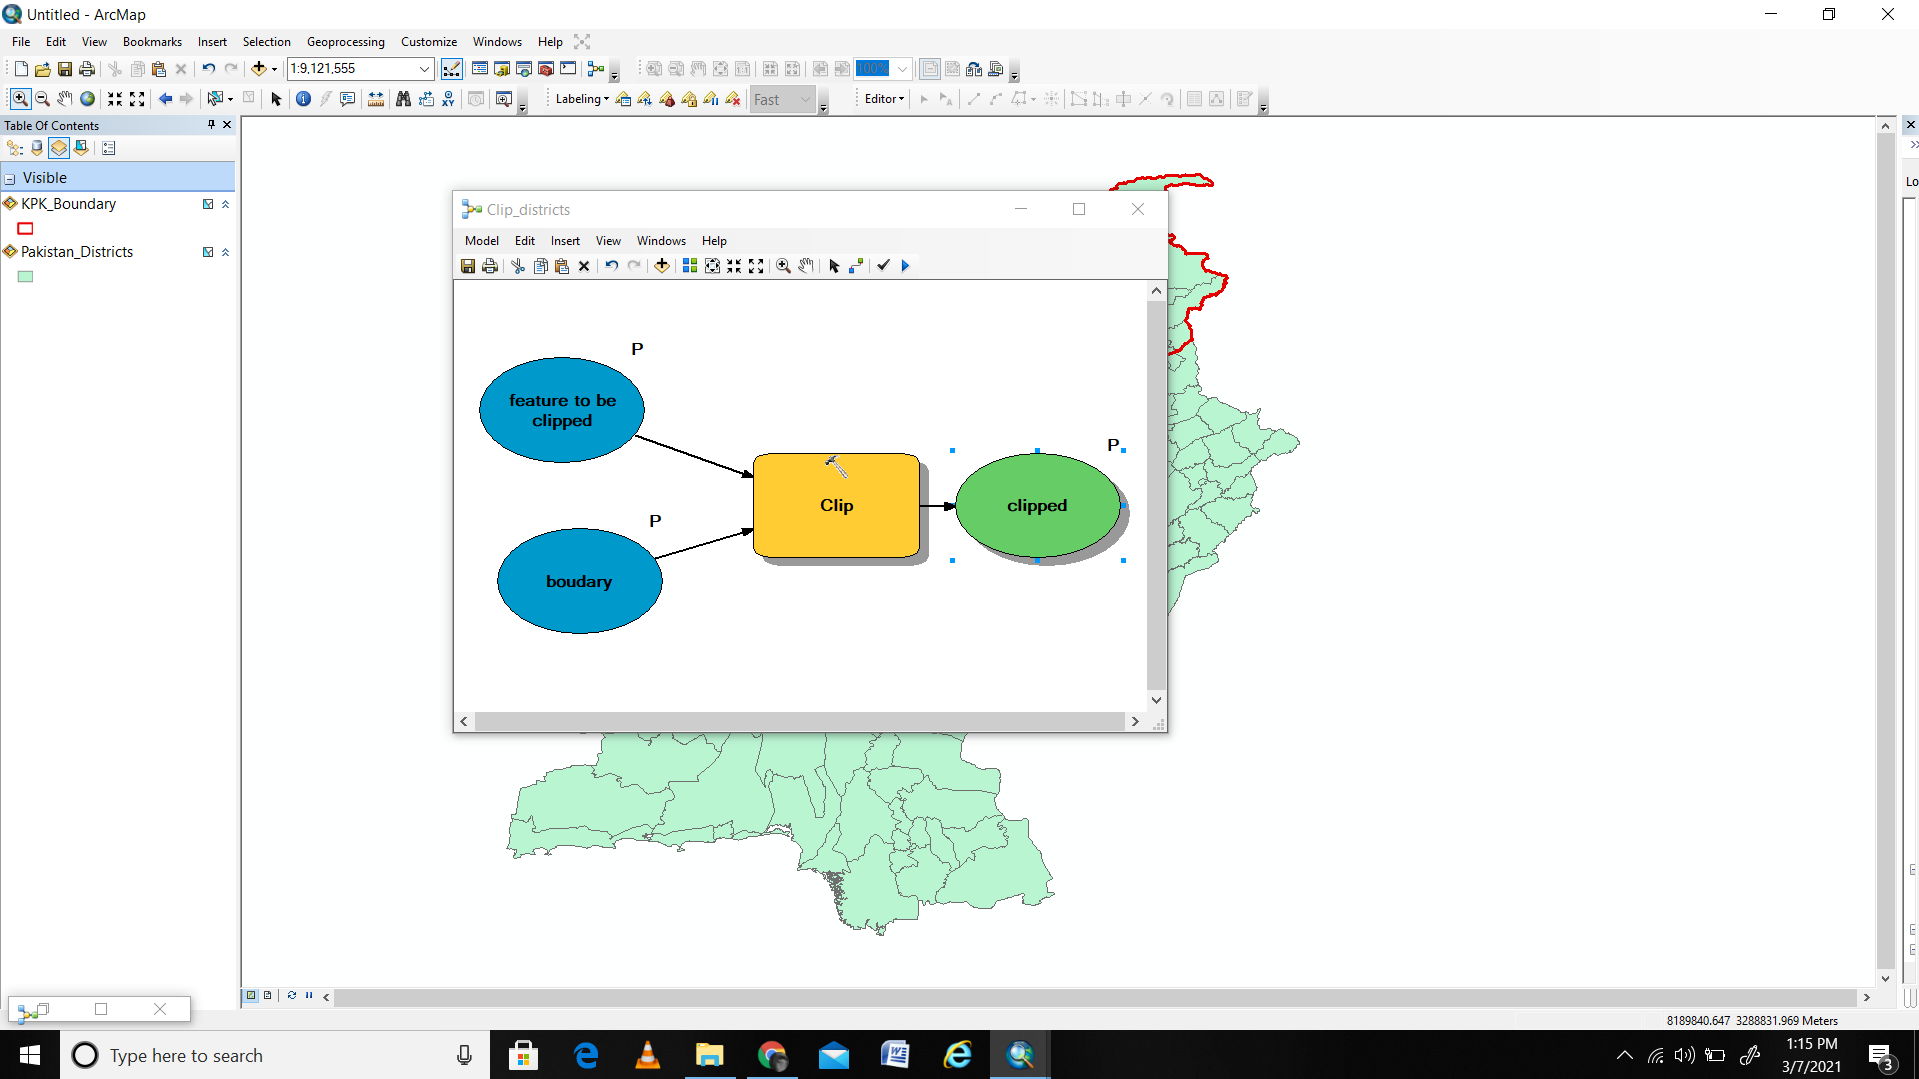 Untitled - ArcMap
File Edit View Bookmarks Insert Selection Geoprocessing Customize Windows Help
1:9,121,555
100%
Labeling
Fast
Editor
Table Of Contents
Visible
KPK_Boundary
Pakistan_Districts
Lo
Clip_districts
Model Edit Insert View Windows Help
P
feature to be
clipped
P
Clip
clipped
P
boudary
8189840.647 3288831.969 Meters
Type here to search
1:15 PM
3/7/2021
3